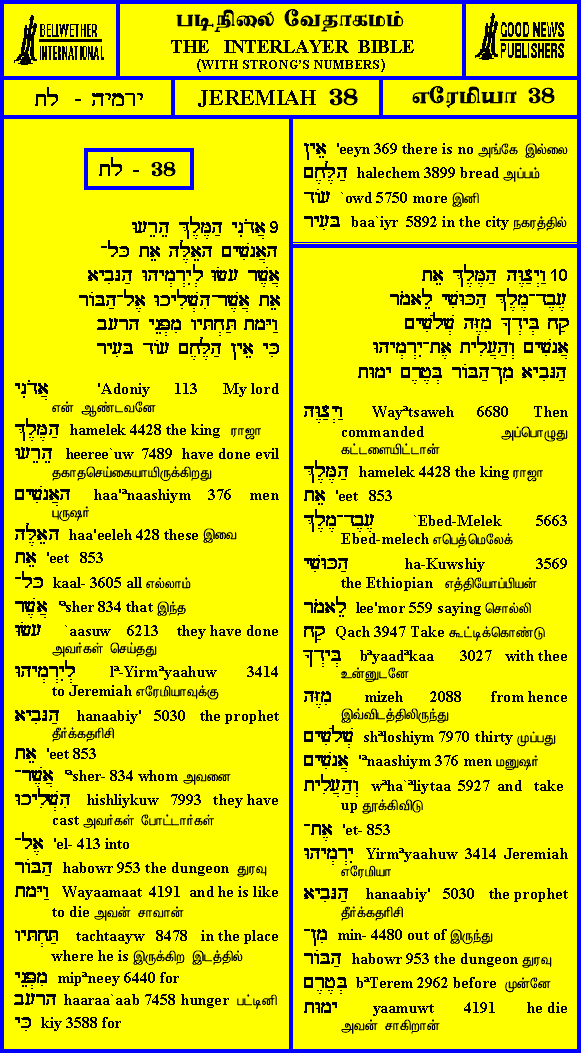 BELLWETHER
INTERNATIONAL
படிநிலை வேதாகமம்
THE INTERLAYER BIBLE
(WITH STRONG'S NUMBERS)
GOOD NEWS
PUBLISHERS
ירמיה - לח
JEREMIAH 38
எரேமியா 38
38 - לח
9 אֲדֹנִי הַמֶּלֶךְ הֵרֵעוּ
הָאֲנָשִׁים הָאֵלֶּה אֵת כָּל־
אֲשֶׁר עָשׂוּ לְיִרְמְיָהוּ הַנָּבִיא
אֵת אֲשֶׁר־הִשְׁלִיכוּ אֶל־הַבּוֹר
וַיָּמָת תַּחְתָּיו מִפְּנֵי הָרָעָב
כִּי אֵין הַלֶּחֶם עוֹד בָּעִיר
אֲדֹנִי 'Adoniy 113 My lord
என் ஆண்டவனே
הַמֶּלֶךְ hamelek 4428 the king ராஜா
הֵרֵעוּ heeree`uw 7489 have done evil
தகாதசெய்கையாயிருக்கிறது
הָאֲנָשִׁים haa'ªnaashiym 376 men
புருஷர்
הָאֵלֶּה haa'eeleh 428 these இவை
אֵת 'eet 853
כָּל־ kaal- 3605 all எல்லாம்
אֲשֶׁר 'ªsher 834 that இந்த
עָשׂוּ `aasuw 6213 they have done
அவர்கள் செய்தது
לְיִרְמְיָהוּ lª-Yirmªyaahuw 3414
to Jeremiah எரேமியாவுக்கு
הַנָּבִיא hanaabiy' 5030 the prophet
தீர்க்கதரிசி
אֵת 'eet 853
אֲשֶׁר־ 'ªsher- 834 whom அவனை
הִשְׁלִיכוּ hishliykuw 7993 they have
cast அவர்கள் போட்டார்கள்
אֶל־ 'el- 413 into
הַבּוֹר habowr 953 the dungeon துரவு
וַיָּמָת Wayaamaat 4191 and he is like
to die அவன் சாவான்
תַּחְתָּיו tachtaayw 8478 in the place
where he is இருக்கிற இடத்தில்
מִפְּנֵי mipªneey 6440 for
הָרָעָב haaraa`aab 7458 hunger பட்டினி
כִּי kiy 3588 for
אֵין 'eeyn 369 there is no அங்கே இல்லை
הַלֶּחֶם halechem 3899 bread அப்பம்
עוֹד `owd 5750 more இனி
בָּעִיר baa`iyr 5892 in the city நகரத்தில்
10 וַיְצַוֶּה הַמֶּלֶךְ אֵת
עֶבֶד־מֶלֶךְ הַכּוּשִׁי לֵאמֹר
קַח בְּיָדְךָ מִזֶּה שְׁלֹשִׁים
אֲנָשִׁים וְהַעֲלִיתָ אֶת־יִרְמְיָהוּ
הַנָּבִיא מִן־הַבּוֹר בְּטֶרֶם יָמוּת
וַיְצַוֶּה Wayªtsaweh 6680 Then
commanded அப்பொழுது
கட்டளையிட்டான்
הַמֶּלֶךְ hamelek 4428 the king ராஜா
אֵת 'eet 853
עֶבֶד־מֶלֶךְ `Ebed-Melek 5663
Ebed-melech எபெத்மெலேக்
הַכּוּשִׁי ha-Kuwshiy 3569
the Ethiopian எத்தியோப்பியன்
לֵאמֹר lee'mor 559 saying சொல்லி
קַח Qach 3947 Take கூட்டிக்கொண்டு
בְּיָדְךָ bªyaadªkaa 3027 with thee
உன்னுடனே
מִזֶּה mizeh 2088 from hence
இவ்விடத்திலிருந்து
שְׁלֹשִׁים shªloshiym 7970 thirty முப்பது
אֲנָשִׁים 'ªnaashiym 376 men மனுஷர்
וְהַעֲלִיתָ wªha`ªliytaa 5927 and take
up தூக்கிவிடு
אֶת־ 'et- 853
יִרְמְיָהוּ Yirmªyaahuw 3414 Jeremiah
எரேமியா
הַנָּבִיא hanaabiy' 5030 the prophet
தீர்க்கதரிசி
מִן־ min- 4480 out of இருந்து
הַבּוֹר habowr 953 the dungeon துரவு
בְּטֶרֶם bªTerem 2962 before முன்னே
יָמוּת yaamuwt 4191 he die
அவன் சாகிறான்